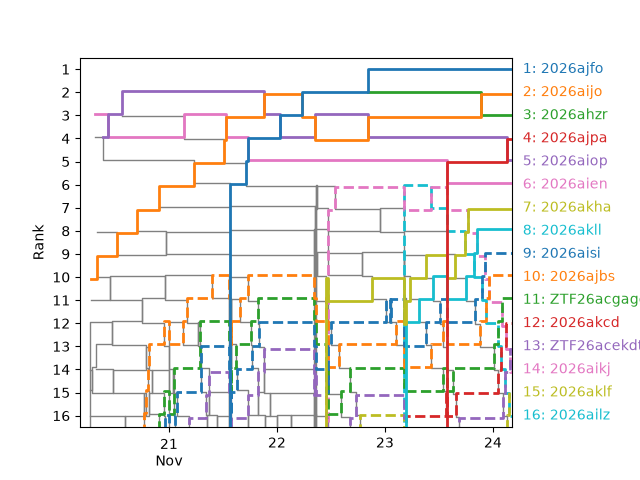 1
2
3
4
5
6
7
8
9
10
11
12
13
14
15
16
Rank
21
22
23
24
Nov
1: 2026ajfo
2: 2026aijo
3: 2026ahzr
4: 2026ajpa
5: 2026aiop
6: 2026aien
7: 2026akha
8: 2026akll
9: 2026aisi
10: 2026ajbs
11: ZTF26acgag
12: 2026akcd
13: ZTF26acekd
14: 2026aikj
15: 2026aklf
16: 2026ailz